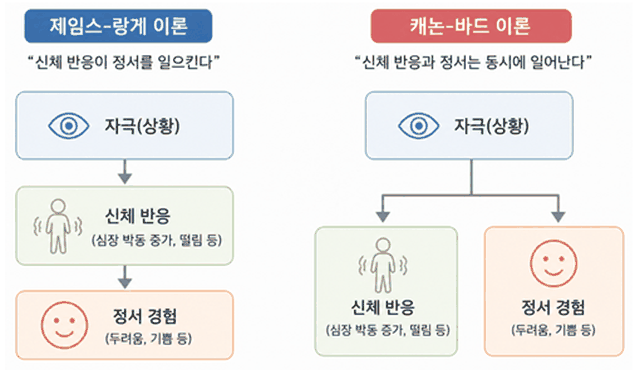 제임스-랑게 이론
“신체 반응이 정서를 일으킨다”
자극(상황)
신체 반응
(심장 박동 증가, 떨림 등)
정서 경험
(두려움, 기쁨 등)
캐논-바드 이론
“신체 반응과 정서는 동시에 일어난다”
자극(상황)
신체 반응
(심장 박동 증가, 떨림 등)
정서 경험
(두려움, 기쁨 등)